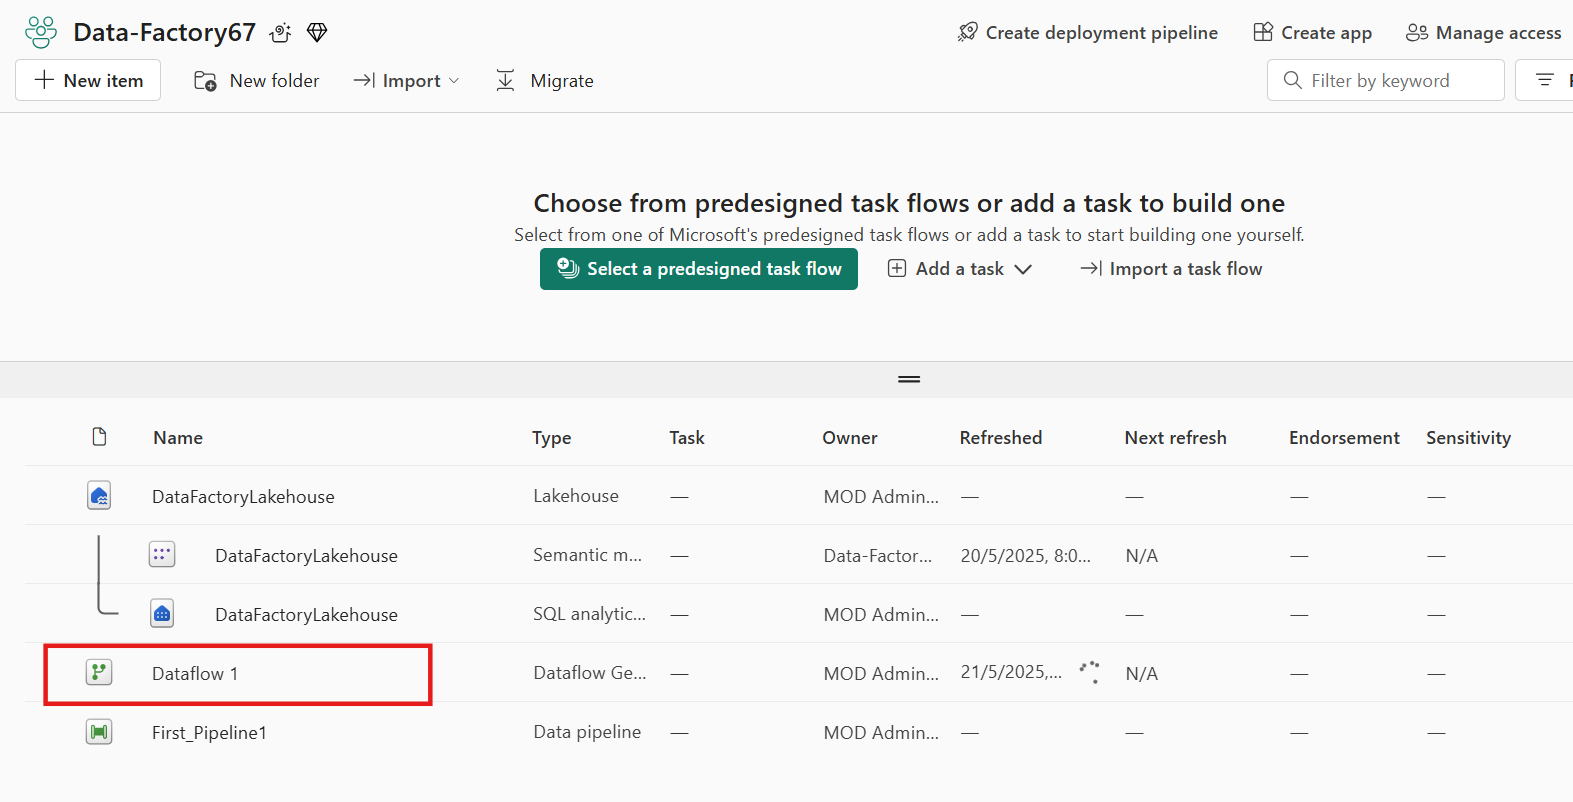 Data-Factory67
Create deployment pipeline Create app Manage access
New item New folder Import Migrate Filter by keyword
Choose from predesigned task flows or add a task to build one
Select from one of Microsoft's predesigned task flows or add a task to start building one yourself.
Select a predesigned task flow Add a task Import a task flow
Name Type Task Owner Refreshed Next refresh Endorsement Sensitivity
DataFactoryLakehouse Lakehouse — MOD Admin... — — — —
DataFactoryLakehouse Semantic m... — Data-Factor... 20/5/2025, 8:0... N/A — —
DataFactoryLakehouse SQL analytic... — MOD Admin... — — — —
Dataflow 1 Dataflow Ge... — MOD Admin... 21/5/2025,... N/A — —
First_Pipeline1 Data pipeline — MOD Admin... — — — —